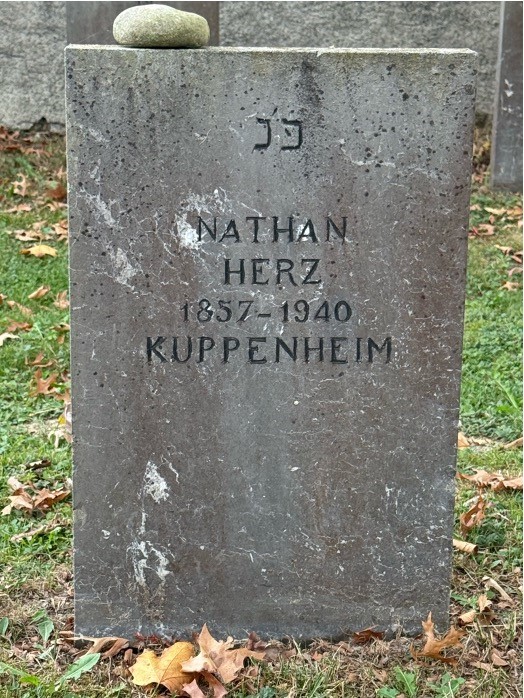 פ'נ
NATHAN
HERZ
1857-1940
KUPPENHEIM